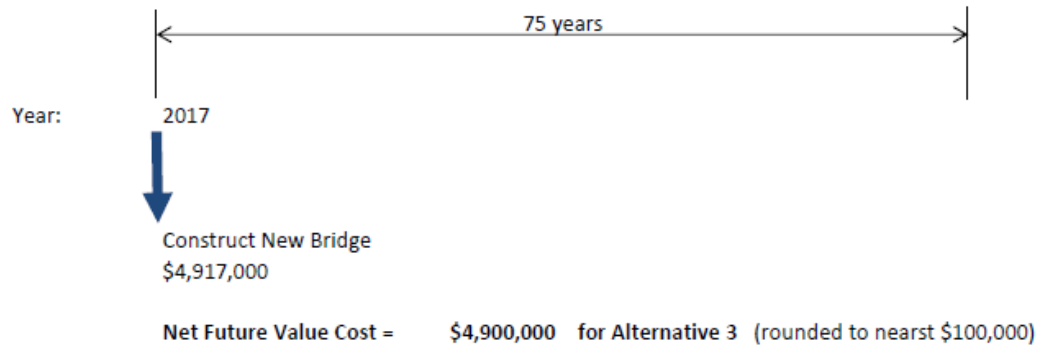 75 years
Year: 2017
Construct New Bridge
$4,917,000
Net Future Value Cost = $4,900,000 for Alternative 3 (rounded to nearst $100,000)